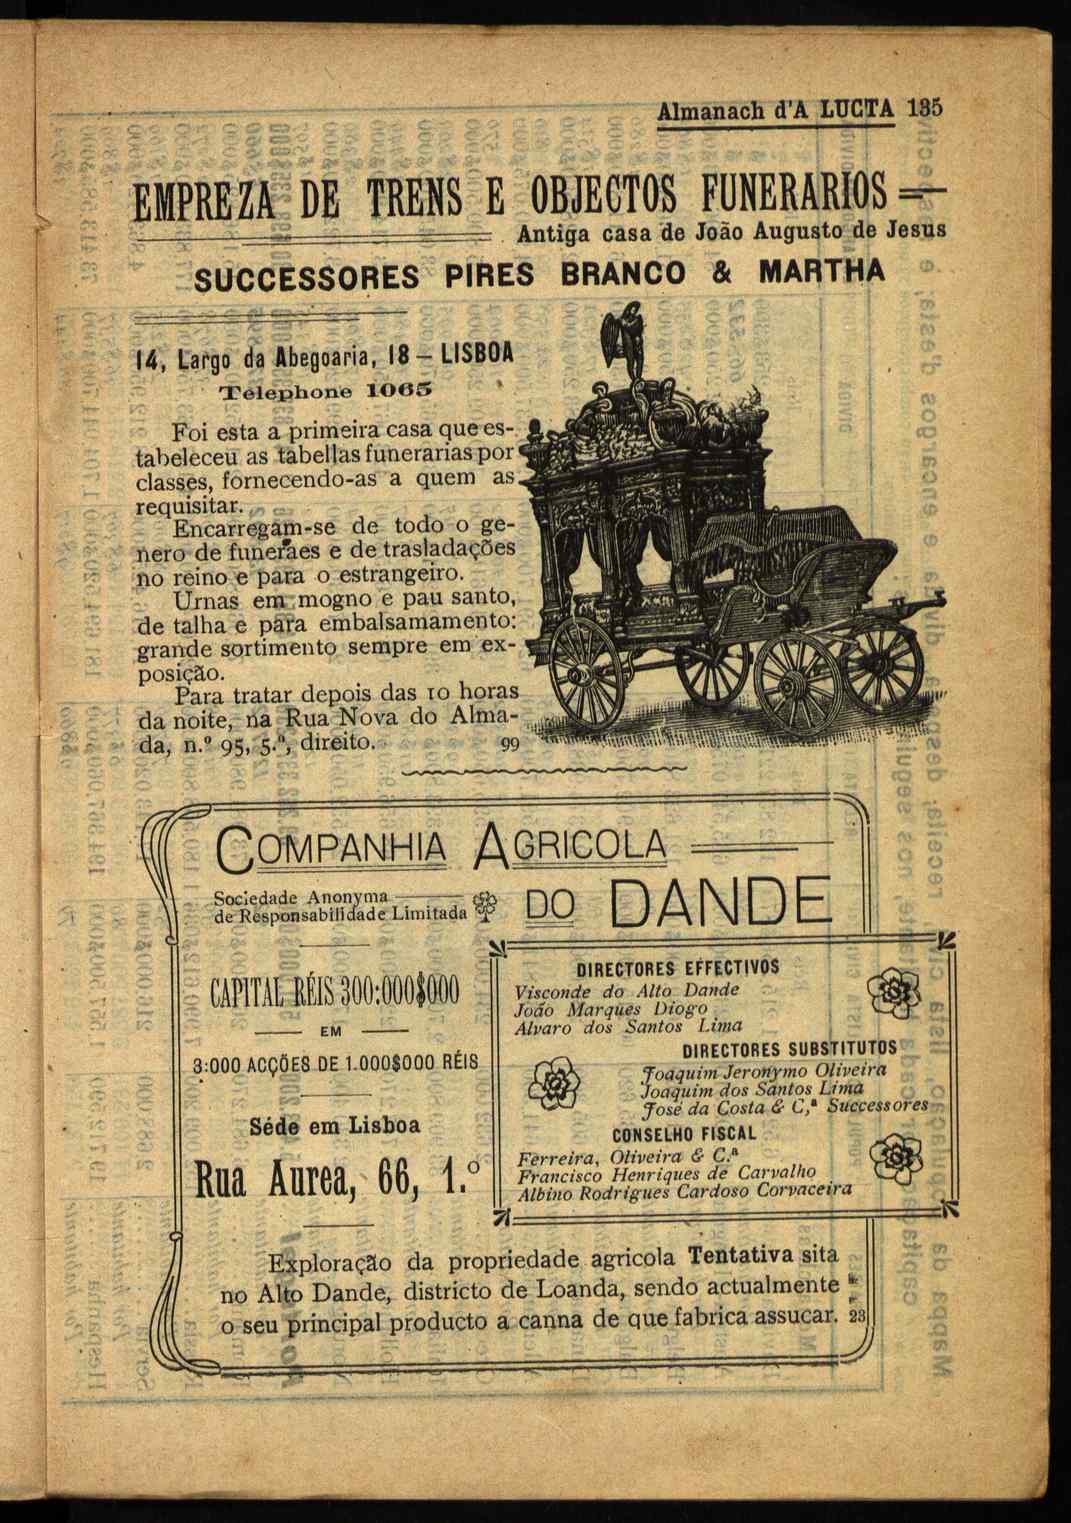 Almanach d'A LUCTA 135
EMPREZA DE TRENS E OBJECTOS FUNERARIOS
Antiga casa de João Augusto de Jesus
SUCCESSORES PIRES BRANCO & MARTHA
14, Largo da Abegoaria, 18 — LISBOA
Telephone 1065
Foi esta a primeira casa que es-
tabeleceu as tabellas funerarias por
classes, fornecendo-as a quem as
requisitar.
Encarregam-se de todo o ge-
nero de funeraes e de trasladações
no reino e para o estrangeiro.
Urnas em mogno e pau santo,
de talha e para embalsamamento:
grande sortimento sempre em ex-
posição.
Para tratar depois das 10 horas
da noite, na Rua Nova do Alma-
da, n.º 95, 5.º, direito. 99
COMPANHIA AGRICOLA
DO DANDE
Sociedade Anonyma
de Responsabilidade Limitada
CAPITAL RÉIS 300:000$000
EM
3:000 ACÇÕES DE 1.000$000 RÉIS
Séde em Lisboa
Rua Aurea, 66, 1.º
DIRECTORES EFFECTIVOS
Visconde do Alto Dande
João Marques Diogo
Alvaro dos Santos Lima
DIRECTORES SUBSTITUTOS
Joaquim Jeronymo Oliveira
Joaquim dos Santos Lima
José da Costa & C,ª Successores
CONSELHO FISCAL
Ferreira, Oliveira & C.ª
Francisco Henriques de Carvalho
Albino Rodrigues Cardoso Corvaceira
Exploração da propriedade agricola Tentativa sita
no Alto Dande, districto de Loanda, sendo actualmente
o seu principal producto a canna de que fabrica assucar. 23